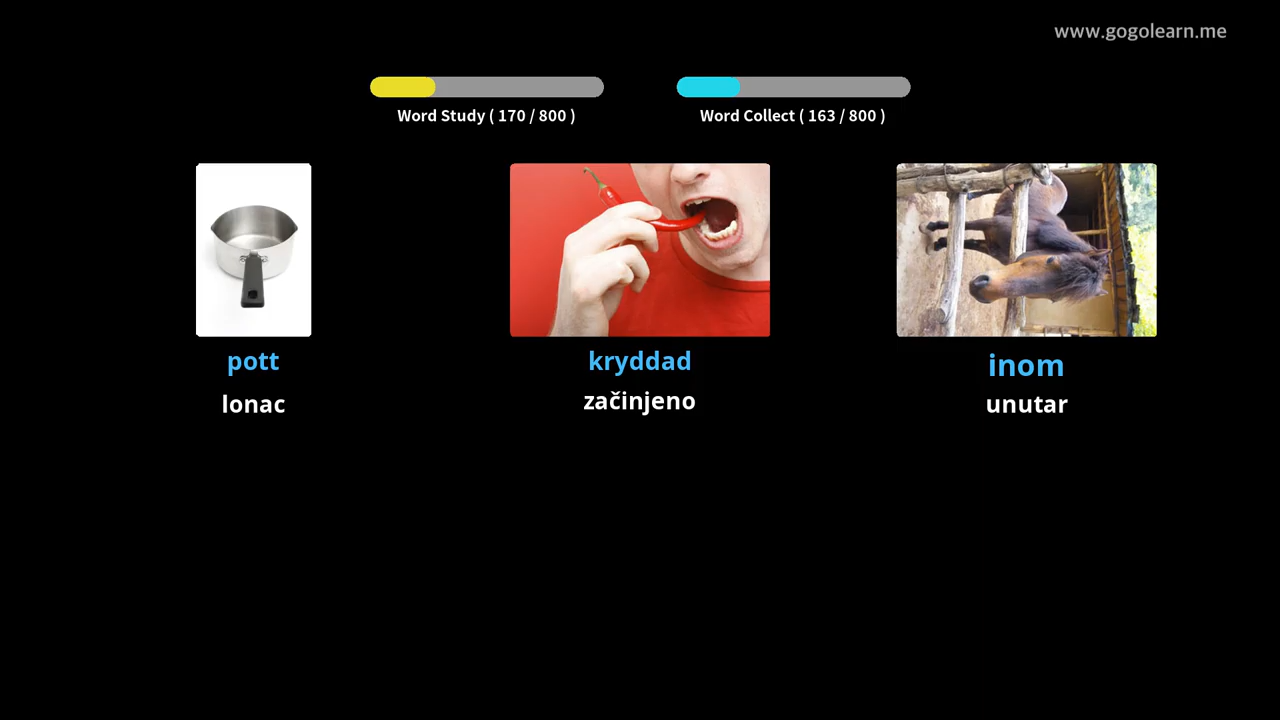 www.gogolearn.me
Word Study ( 170 / 800 )
Word Collect ( 163 / 800 )
pott
kryddad
inom
lonac
začinjeno
unutar